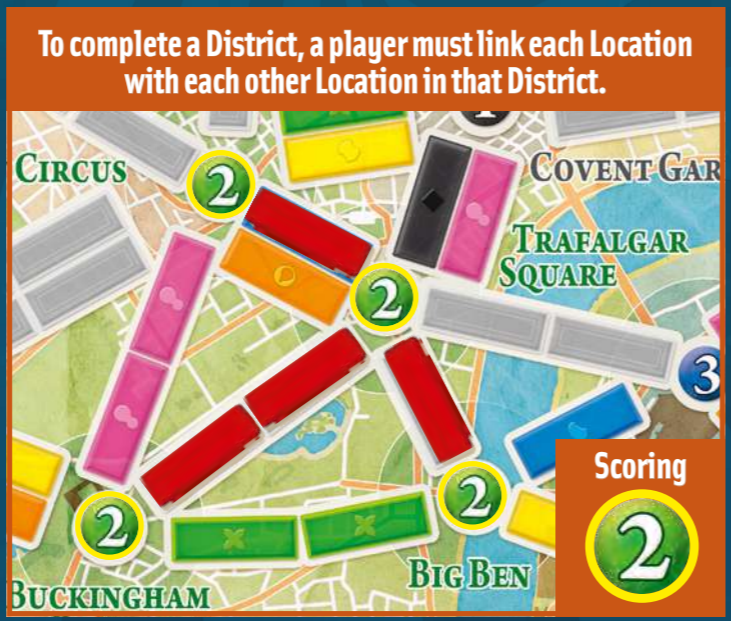 To complete a District, a player must link each Location
with each other Location in that District.
CIRCUS
2
COVENT GAR
TRAFALGAR
SQUARE
2
3
Scoring
2
2
2
BIG BEN
BUCKINGHAM